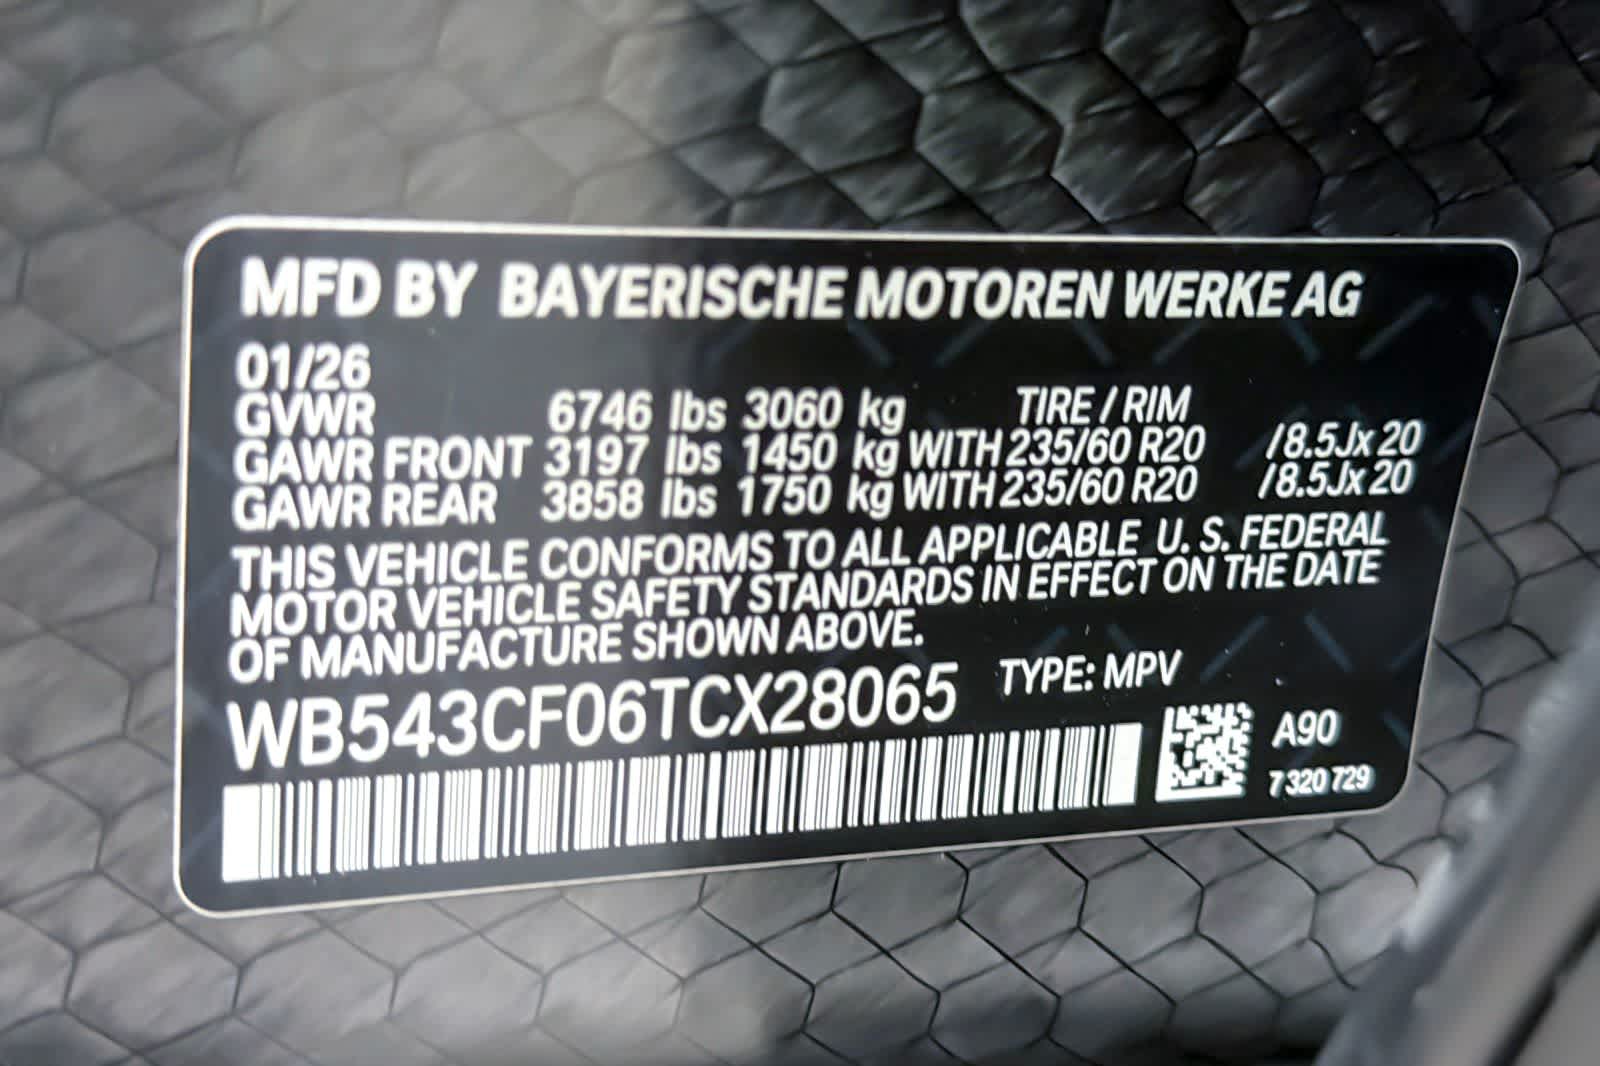 MFD BY BAYERISCHE MOTOREN WERKE AG
01/26
GVWR 6746 lbs 3060 kg TIRE / RIM
GAWR FRONT 3197 lbs 1450 kg WITH 235/60 R20 /8.5Jx20
GAWR REAR 3858 lbs 1750 kg WITH 235/60 R20 /8.5Jx20
THIS VEHICLE CONFORMS TO ALL APPLICABLE U. S. FEDERAL
MOTOR VEHICLE SAFETY STANDARDS IN EFFECT ON THE DATE
OF MANUFACTURE SHOWN ABOVE.
WB543CF06TCX28065 TYPE: MPV
A90
7 320 729